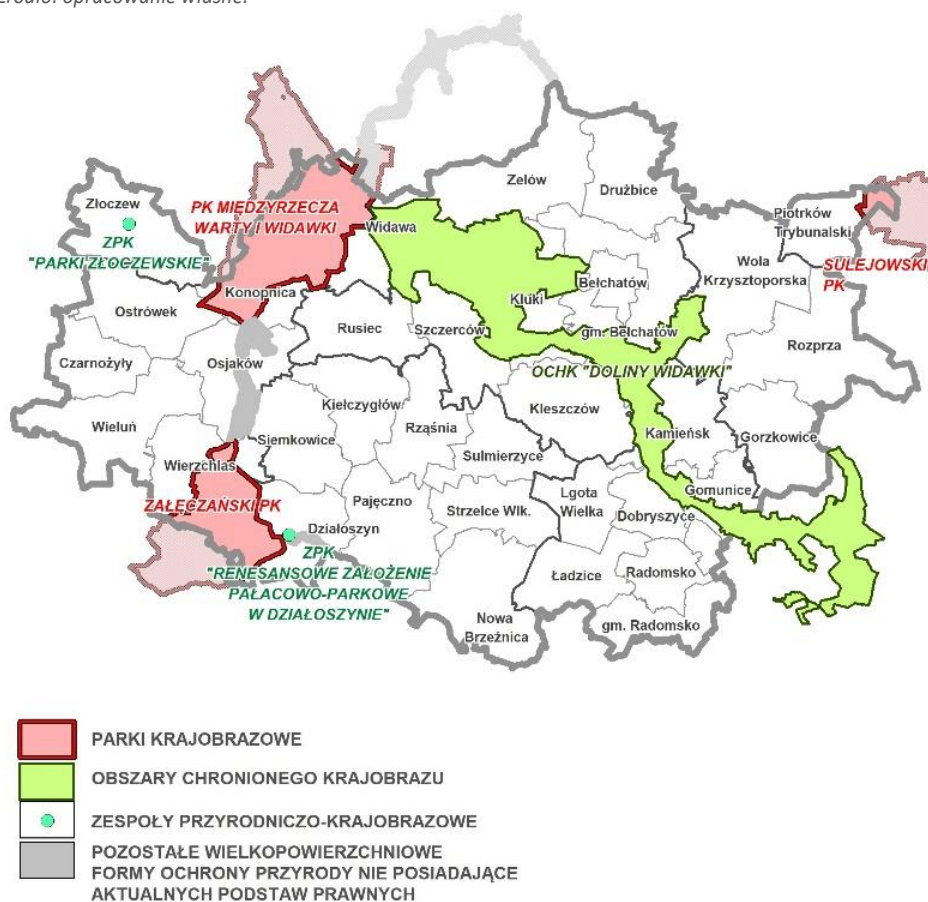 Źródło: opracowanie własne.
Złoczew
ZPK
"PARKI ZŁOCZEWSKIE"
PK MIĘDZYRZECZA
WARTY I WIDAWKI
Widawa
Zelów
Drużbice
Piotrków
Trybunalski
SULEJOWSKI
PK
Wola
Krzysztoporska
Konopnica
Ostrówek
Rusiec
Szczerców
Kluki
Bełchatów
gm. Bełchatów
Rozprza
Czarnożyły
Osjaków
OCHK "DOLINY WIDAWKI"
Kiełczygłów
Kleszczów
Wieluń
Siemkowice
Rząśnia
Kamieńsk
Gorzkowice
Wierzchlas
Sulmierzyce
ZAŁĘCZAŃSKI PK
Pajęczno
Strzelce Wlk.
Lgota
Wielka
Gomunice
Dobryszyce
Działoszyn
ZPK
"RENESANSOWE ZAŁOŻENIE
PAŁACOWO-PARKOWE
W DZIAŁOSZYNIE"
Ładzice
Radomsko
Nowa
Brzeźnica
gm. Radomsko
PARKI KRAJOBRAZOWE
OBSZARY CHRONIONEGO KRAJOBRAZU
ZESPOŁY PRZYRODNICZO-KRAJOBRAZOWE
POZOSTAŁE WIELKOPOWIERZCHNIOWE
FORMY OCHRONY PRZYRODY NIE POSIADAJĄCE
AKTUALNYCH PODSTAW PRAWNYCH